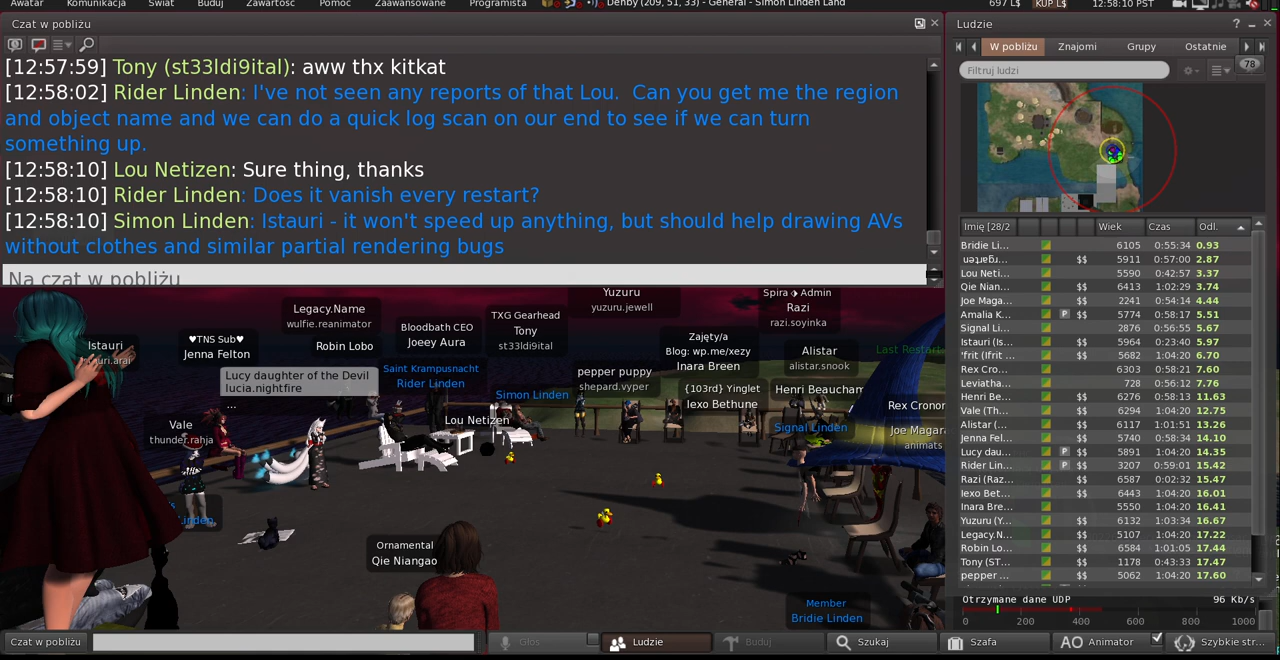 Awatar Komunikacja Świat Buduj Zawartość Pomoc Zaawansowane Programista Denby (209, 51, 33) - General - Simon Linden Land 697 L$ KUP L$ 12:58:10 PST
Czat w pobliżu
[12:57:59] Tony (st33ldi9ital): aww thx kitkat
[12:58:02] Rider Linden: I've not seen any reports of that Lou.  Can you get me the region
and object name and we can do a quick log scan on our end to see if we can turn
something up.
[12:58:10] Lou Netizen: Sure thing, thanks
[12:58:10] Rider Linden: Does it vanish every restart?
[12:58:10] Simon Linden: Istauri - it won't speed up anything, but should help drawing AVs
without clothes and similar partial rendering bugs
Na czat w pobliżu
Yuzuru
yuzuru.jewell
Spira Admin
Razi
razi.soyinka
Legacy.Name
wulfie.reanimator
TXG Gearhead
Tony
st33ldi9ital
Bloodbath CEO
Joeey Aura
♥TNS Sub♥
Jenna Felton
Robin Lobo
Istauri
Zajęty/a
Blog: wp.me/xezy
Inara Breen
Alistar
alistar.snook
Last Restart
Saint Krampusnacht
Rider Linden
Lucy daughter of the Devil
lucia.nightfire
...
pepper puppy
shepard.vyper
Simon Linden
{103rd} Yinglet
Iexo Bethune
Henri Beaucham
Rex Cronon
Lou Netizen
Signal Linden
Joe Magar
animats
Vale
thunder.rahja
Linden
Ornamental
Qie Niangao
Member
Bridie Linden
Ludzie
W pobliżu Znajomi Grupy Ostatnie
Filtruj ludzi
78
Imię [28/2 Wiek Czas Odl.
Bridie Li... 6105 0:55:34 0.93
uaʇɐɓu... $$ 5911 0:57:00 2.87
Lou Neti... 5590 0:42:57 3.37
Qie Nian... $$ 6413 1:02:29 3.74
Joe Maga... $$ 2241 0:54:14 4.44
Amalia K... P $$ 5774 0:58:17 5.51
Signal Li... 2876 0:56:55 5.67
Istauri (Is... $$ 5964 0:23:40 5.97
'frit (Ifrit ... $$ 5682 1:04:20 6.70
Rex Cro... 6303 0:58:21 7.60
Leviatha... 728 0:56:12 7.76
Henri Be... $$ 6276 0:58:13 11.63
Vale (Th... $$ 6294 1:04:20 12.75
Alistar (... $$ 6117 1:01:51 13.26
Jenna Fel... $$ 5740 0:58:34 14.10
Lucy dau... P $$ 5891 1:04:20 14.35
Rider Lin... P $$ 3207 0:59:01 15.42
Razi (Raz... $$ 6587 0:02:32 15.47
Iexo Bet... $$ 6443 1:04:20 16.01
Inara Bre... 5550 1:04:20 16.41
Yuzuru (Y... $$ 6132 1:03:34 16.67
Legacy.N... $$ 5107 1:04:20 17.22
Robin Lo... $$ 6584 1:01:05 17.44
Tony (ST... $$ 1178 0:43:33 17.47
pepper ... $$ 5062 1:04:20 17.60
Otrzymane dane UDP 96 Kb/s
0 200 400 600 800 1000
Czat w pobliżu Głos Ludzie Buduj Szukaj Szafa AO Animator Szybkie str...